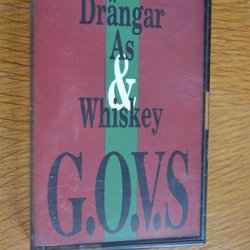 Drängar
As
&
Whiskey
G.O.V.S